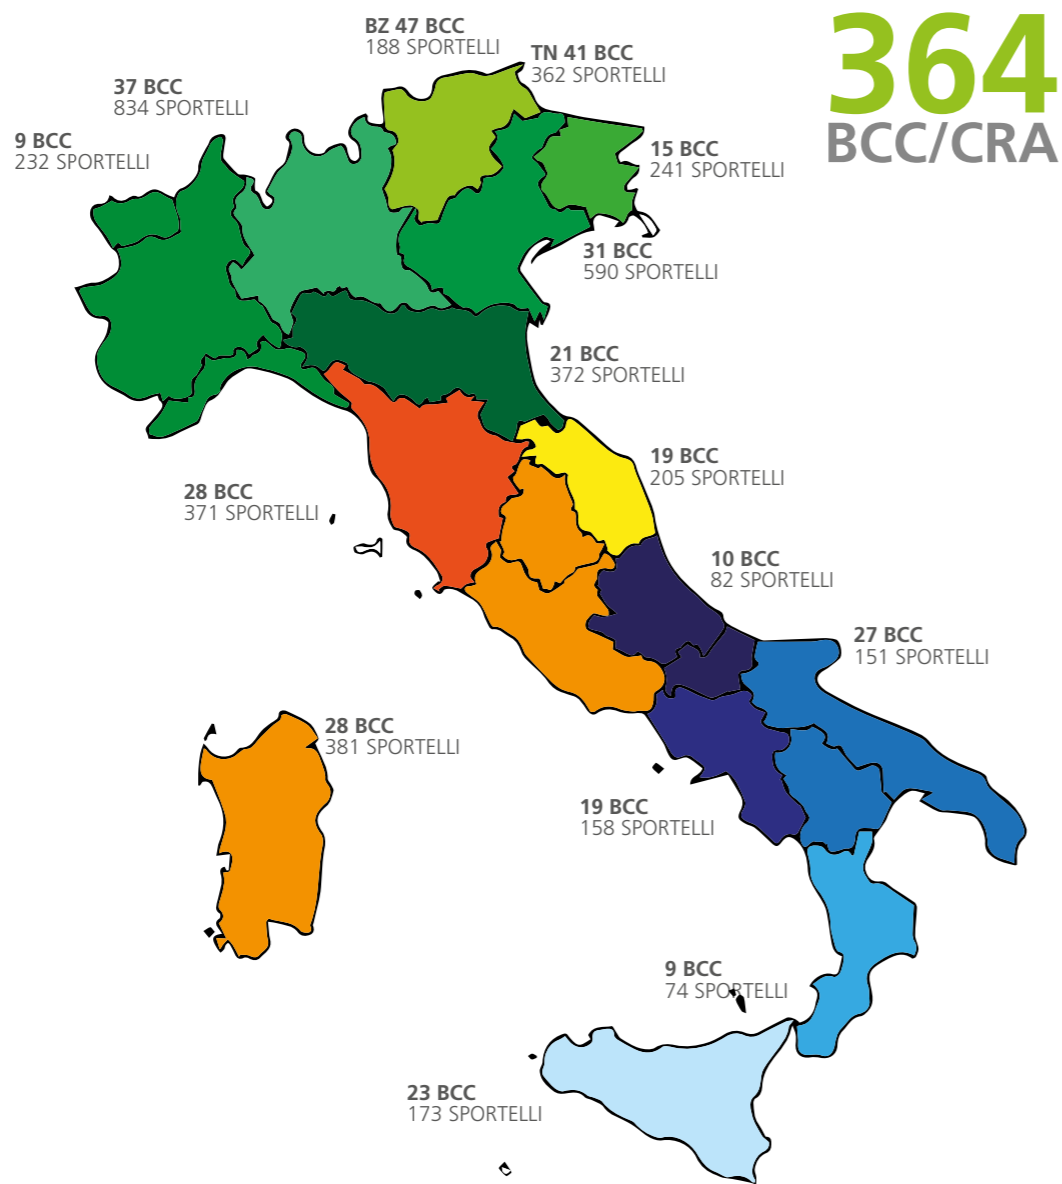 BZ 47 BCC
188 SPORTELLI
TN 41 BCC
362 SPORTELLI
364
BCC/CRA
37 BCC
834 SPORTELLI
9 BCC
232 SPORTELLI
15 BCC
241 SPORTELLI
31 BCC
590 SPORTELLI
21 BCC
372 SPORTELLI
19 BCC
205 SPORTELLI
28 BCC
371 SPORTELLI
10 BCC
82 SPORTELLI
27 BCC
151 SPORTELLI
28 BCC
381 SPORTELLI
19 BCC
158 SPORTELLI
9 BCC
74 SPORTELLI
23 BCC
173 SPORTELLI